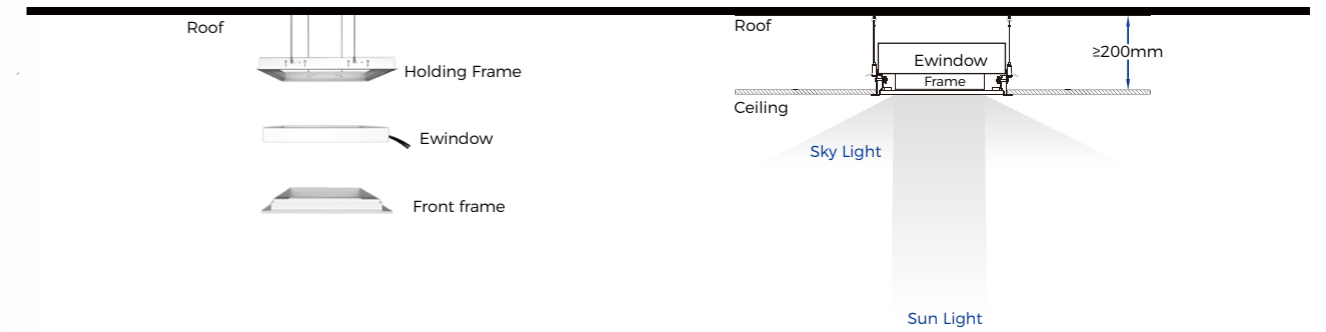 Roof
Holding Frame
Ewindow
Front frame
Roof
≥200mm
Ewindow
Frame
Ceiling
Sky Light
Sun Light